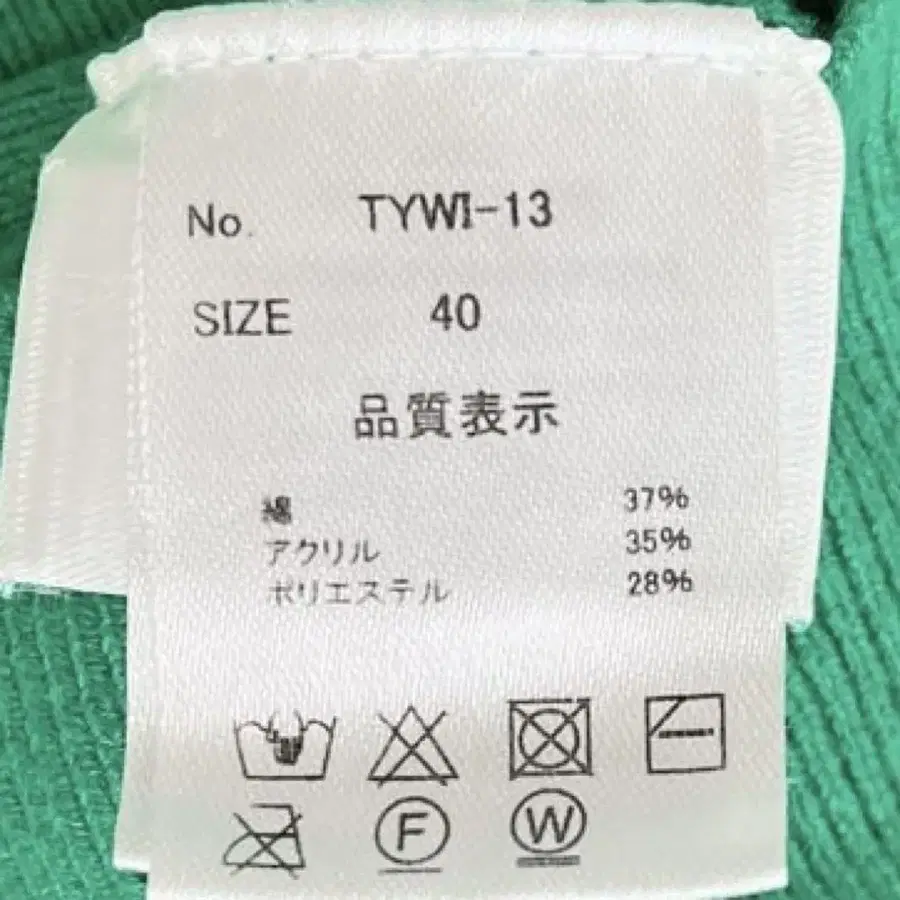 No. TYWI-13
SIZE 40
品質表示
綿 37%
アクリル 35%
ポリエステル 28%
F W